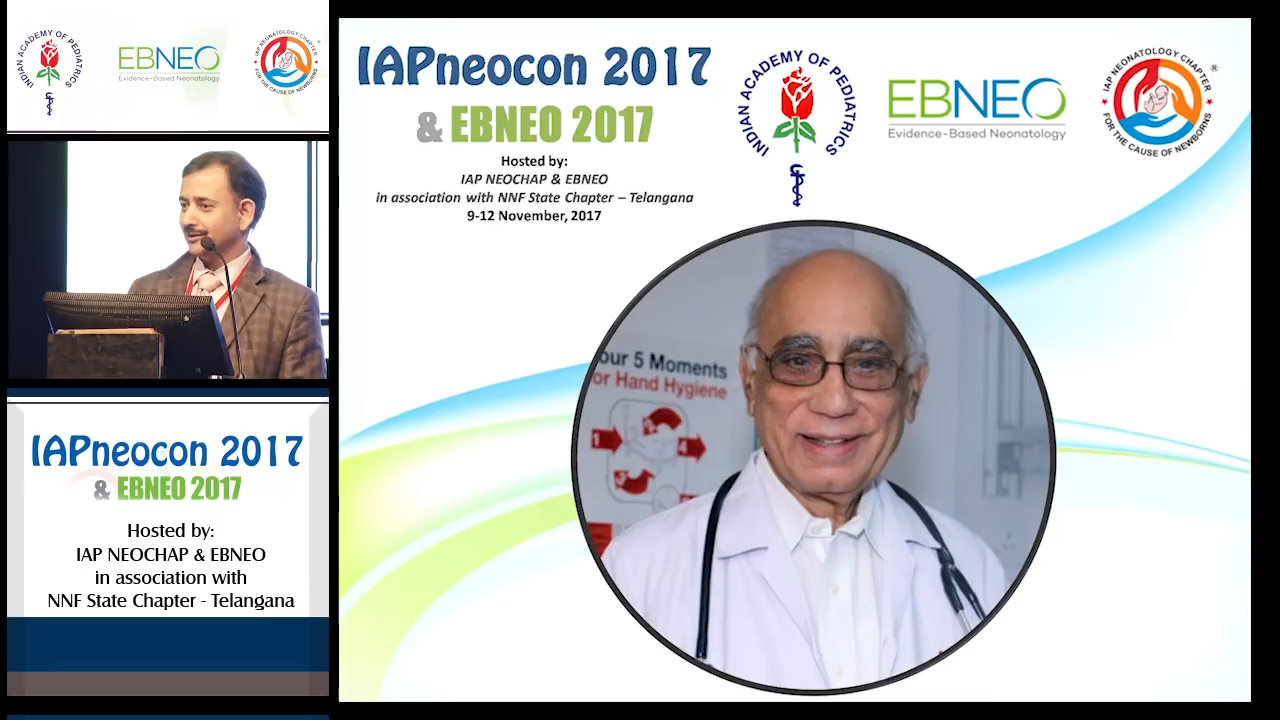 INDIAN ACADEMY OF PEDIATRICS
EBNEO
Evidence-Based Neonatology
IAP NEONATOLOGY CHAPTER
FOR THE CAUSE OF NEWBORNS
IAPneocon 2017
& EBNEO 2017
Hosted by:
IAP NEOCHAP & EBNEO
in association with
NNF State Chapter - Telangana
IAPneocon 2017
& EBNEO 2017
Hosted by:
IAP NEOCHAP & EBNEO
in association with NNF State Chapter – Telangana
9-12 November, 2017
INDIAN ACADEMY OF PEDIATRICS
EBNEO
Evidence-Based Neonatology
IAP NEONATOLOGY CHAPTER
®
FOR THE CAUSE OF NEWBORNS
our 5 Moments
or Hand Hygiene
1
4
3